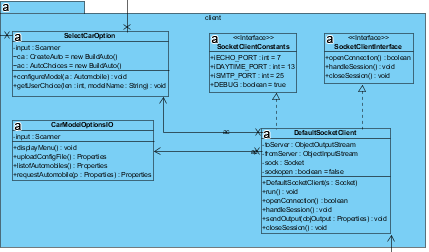 a
client
a SelectCarOption
-input : Scanner
~ca : CreateAuto = new BuildAuto()
~ac : AutoChoices = new BuildAuto()
+configureModel(a : Automobile) : void
+getUserChoice(len : int, modelName : String) : void
a <<Interface>>
SocketClientConstants
+iECHO_PORT : int = 7
+iDAYTIME_PORT : int = 13
+iSMTP_PORT : int = 25
+DEBUG : boolean = true
a <<Interface>>
SocketClientInterface
+openConnection() : boolean
+handleSession() : void
+closeSession() : void
a CarModelOptionsIO
-input : Scanner
+displayMenu() : void
+uploadConfigFile() : Properties
+listofAutomobiles() : Properties
+requestAutomobile(p : Properties) : Properties
ac
a DefaultSocketClient
-toServer : ObjectOutputStream
-fromServer : ObjectInputStream
-sock : Socket
-sockopen : boolean = false
+DefaultSocketClient(s : Socket)
+run() : void
+openConnection() : boolean
+handleSession() : void
+sendOutput(objOutput : Properties) : void
+closeSession() : void